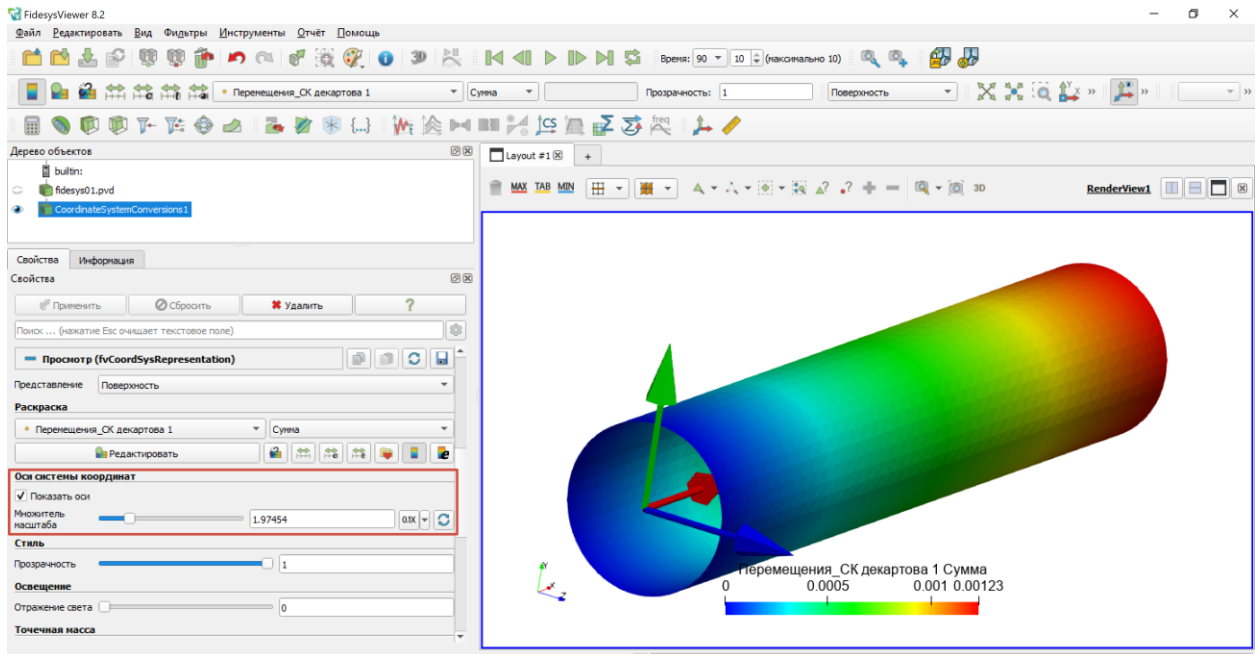 FidesysViewer 8.2
Файл Редактировать Вид Фильтры Инструменты Отчёт Помощь
3D Время: 90 10 (максимально 10)
Перемещения_СК декартова 1 Сумма Прозрачность: 1 Поверхность » » »
CS freq
Дерево объектов
builtin:
fidesys01.pvd
CoordinateSystemConversions1
Layout #1 +
MAX TAB MIN 3D RenderView1
Свойства Информация
Свойства
Применить Сбросить Удалить ?
Поиск ... (нажатие Esc очищает текстовое поле)
Просмотр (fvCoordSysRepresentation)
Представление Поверхность
Раскраска
Перемещения_СК декартова 1 Сумма
Редактировать
Оси системы координат
Показать оси
Множитель масштаба 1.97454 0.1X
Стиль
Прозрачность 1
Освещение
Отражение света 0
Точечная масса
Y
X
Z
Перемещения_СК декартова 1 Сумма
0 0.0005 0.001 0.00123